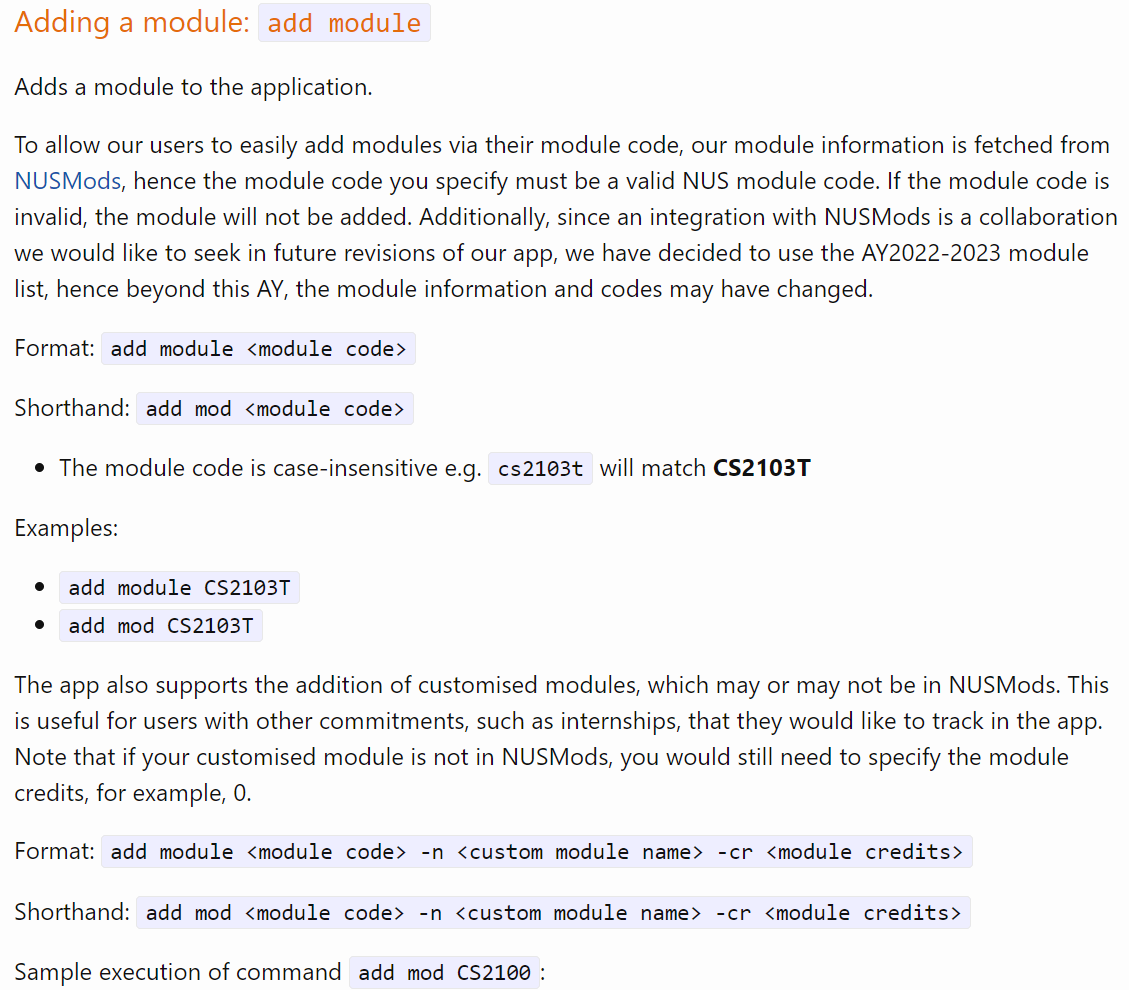 Adding a module: add module
Adds a module to the application.
To allow our users to easily add modules via their module code, our module information is fetched from
NUSMods, hence the module code you specify must be a valid NUS module code. If the module code is
invalid, the module will not be added. Additionally, since an integration with NUSMods is a collaboration
we would like to seek in future revisions of our app, we have decided to use the AY2022-2023 module
list, hence beyond this AY, the module information and codes may have changed.
Format: add module <module code>
Shorthand: add mod <module code>
• The module code is case-insensitive e.g. cs2103t will match CS2103T
Examples:
• add module CS2103T
• add mod CS2103T
The app also supports the addition of customised modules, which may or may not be in NUSMods. This
is useful for users with other commitments, such as internships, that they would like to track in the app.
Note that if your customised module is not in NUSMods, you would still need to specify the module
credits, for example, 0.
Format: add module <module code> -n <custom module name> -cr <module credits>
Shorthand: add mod <module code> -n <custom module name> -cr <module credits>
Sample execution of command add mod CS2100 :